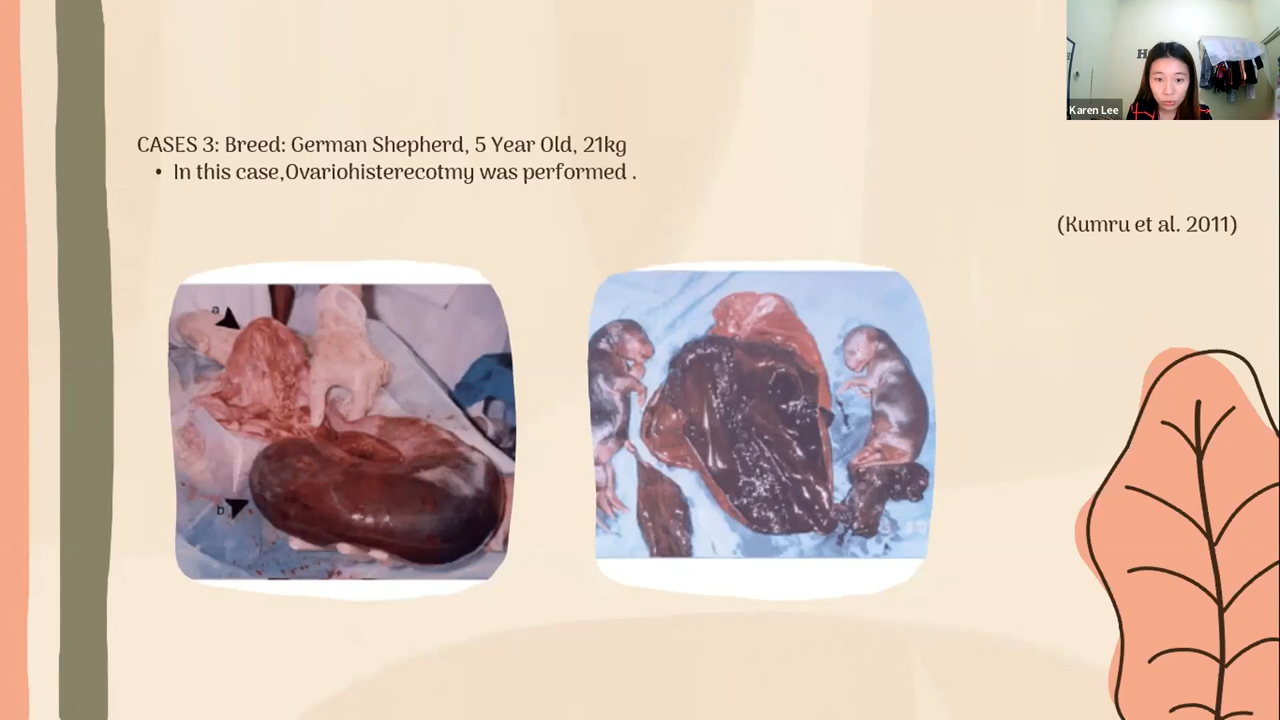 Karen Lee
CASES 3: Breed: German Shepherd, 5 Year Old, 21kg
• In this case,Ovariohisterecotmy was performed .
(Kumru et al. 2011)
a
b